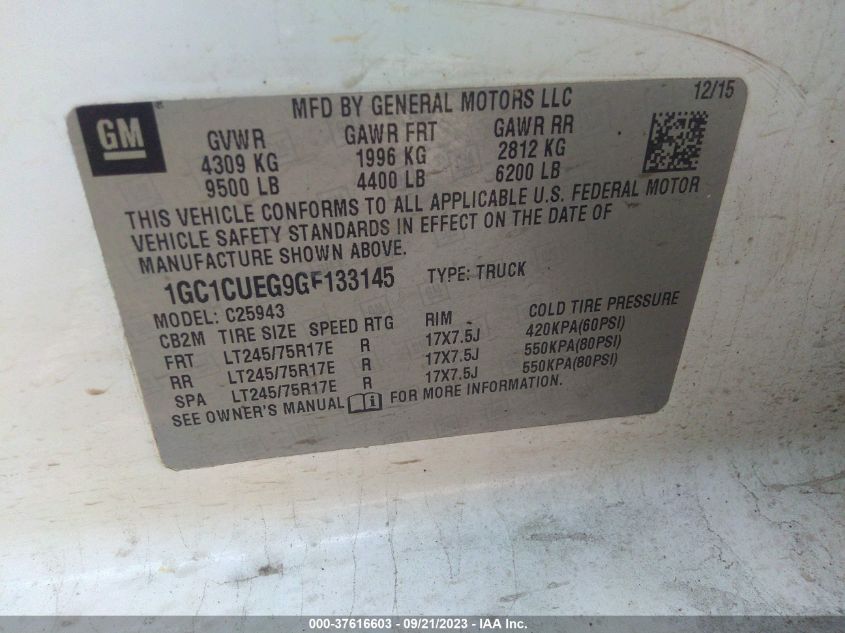 GM
MFD BY GENERAL MOTORS LLC
12/15
GVWR GAWR FRT GAWR RR
4309 KG 1996 KG 2812 KG
9500 LB 4400 LB 6200 LB
THIS VEHICLE CONFORMS TO ALL APPLICABLE U.S. FEDERAL MOTOR
VEHICLE SAFETY STANDARDS IN EFFECT ON THE DATE OF
MANUFACTURE SHOWN ABOVE.
1GC1CUEG9GF133145 TYPE: TRUCK
MODEL: C25943
CB2M TIRE SIZE SPEED RTG RIM COLD TIRE PRESSURE
FRT LT245/75R17E R 17X7.5J 420KPA(60PSI)
RR LT245/75R17E R 17X7.5J 550KPA(80PSI)
SPA LT245/75R17E R 17X7.5J 550KPA(80PSI)
SEE OWNER'S MANUAL i FOR MORE INFORMATION.
000-37616603 - 09/21/2023 - IAA Inc.